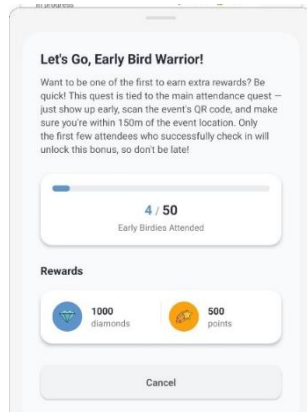 In progress
Let's Go, Early Bird Warrior!
Want to be one of the first to earn extra rewards? Be
quick! This quest is tied to the main attendance quest —
just show up early, scan the event's QR code, and make
sure you're within 150m of the event location. Only
the first few attendees who successfully check in will
unlock this bonus, so don't be late!
4 / 50
Early Birdies Attended
Rewards
1000
diamonds
500
points
Cancel